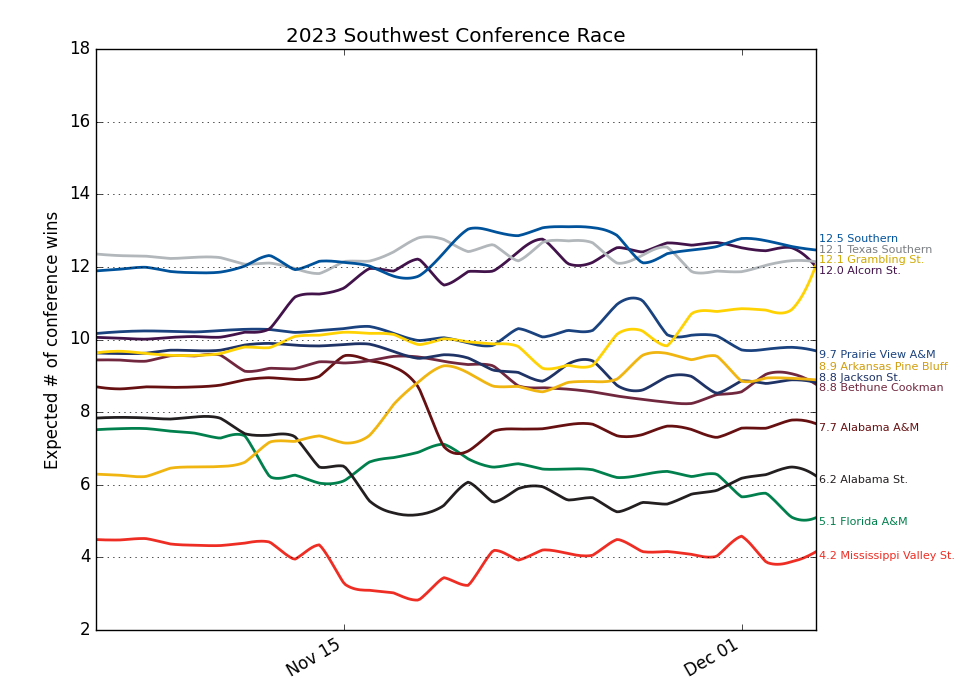 2023 Southwest Conference Race
Expected # of conference wins
18
16
14
12
10
8
6
4
2
Nov 15
Dec 01
12.5 Southern
12.1 Texas Southern
12.1 Grambling St.
12.0 Alcorn St.
9.7 Prairie View A&M
8.9 Arkansas Pine Bluff
8.8 Jackson St.
8.8 Bethune Cookman
7.7 Alabama A&M
6.2 Alabama St.
5.1 Florida A&M
4.2 Mississippi Valley St.